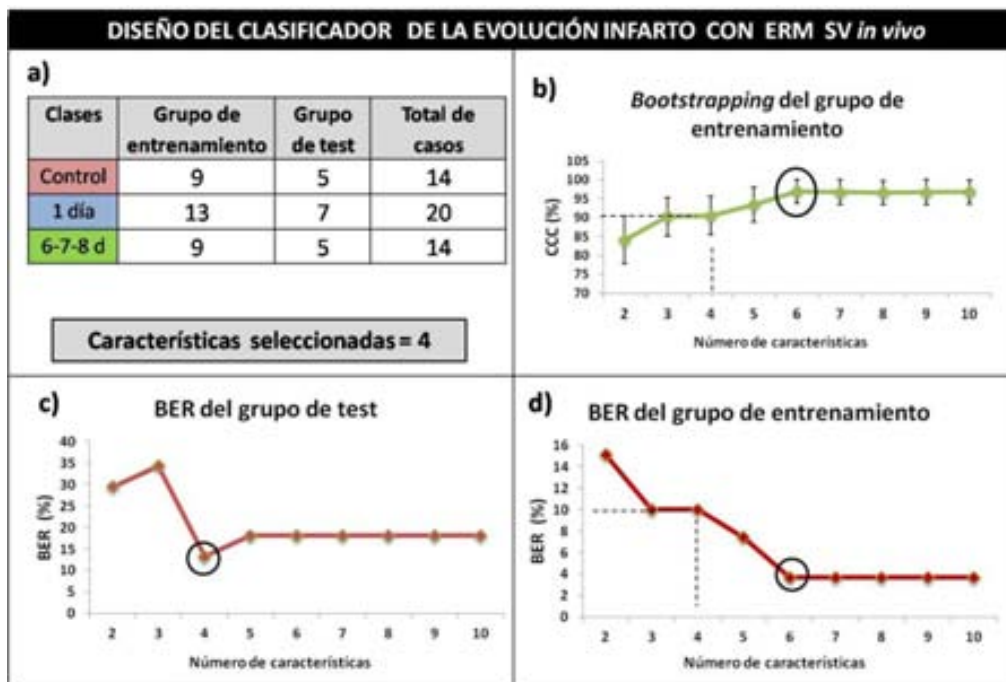 DISEÑO DEL CLASIFICADOR DE LA EVOLUCIÓN INFARTO CON ERM SV in vivo
a)
Clases Grupo de entrenamiento Grupo de test Total de casos
Control 9 5 14
1 día 13 7 20
6-7-8 d 9 5 14
Características seleccionadas = 4
b)
Bootstrapping del grupo de
entrenamiento
CCC (%)
105
100
95
90
85
80
75
70
2 3 4 5 6 7 8 9 10
Número de características
c)
BER del grupo de test
BER (%)
40
35
30
25
20
15
10
5
0
2 3 4 5 6 7 8 9 10
Número de características
d)
BER del grupo de entrenamiento
BER (%)
16
14
12
10
8
6
4
2
0
2 3 4 5 6 7 8 9 10
Número de características